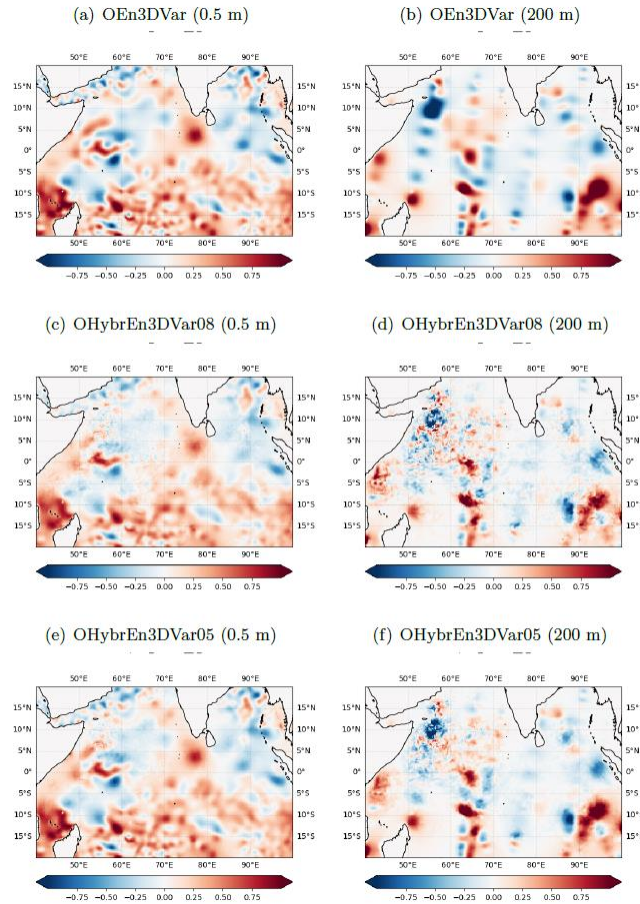 (a) OEn3DVar (0.5 m) (b) OEn3DVar (200 m)
50°E 60°E 70°E 80°E 90°E 50°E 60°E 70°E 80°E 90°E
15°N 15°N
10°N 10°N
5°N 5°N
0° 0°
5°S 5°S
10°S 10°S
15°S 15°S
50°E 60°E 70°E 80°E 90°E 50°E 60°E 70°E 80°E 90°E
−0.75 −0.50 −0.25 0.00 0.25 0.50 0.75 −0.75 −0.50 −0.25 0.00 0.25 0.50 0.75
(c) OHybrEn3DVar08 (0.5 m) (d) OHybrEn3DVar08 (200 m)
50°E 60°E 70°E 80°E 90°E 50°E 60°E 70°E 80°E 90°E
15°N 15°N
10°N 10°N
5°N 5°N
0° 0°
5°S 5°S
10°S 10°S
15°S 15°S
50°E 60°E 70°E 80°E 90°E 50°E 60°E 70°E 80°E 90°E
−0.75 −0.50 −0.25 0.00 0.25 0.50 0.75 −0.75 −0.50 −0.25 0.00 0.25 0.50 0.75
(e) OHybrEn3DVar05 (0.5 m) (f) OHybrEn3DVar05 (200 m)
50°E 60°E 70°E 80°E 90°E 50°E 60°E 70°E 80°E 90°E
15°N 15°N
10°N 10°N
5°N 5°N
0° 0°
5°S 5°S
10°S 10°S
15°S 15°S
50°E 60°E 70°E 80°E 90°E 50°E 60°E 70°E 80°E 90°E
−0.75 −0.50 −0.25 0.00 0.25 0.50 0.75 −0.75 −0.50 −0.25 0.00 0.25 0.50 0.75